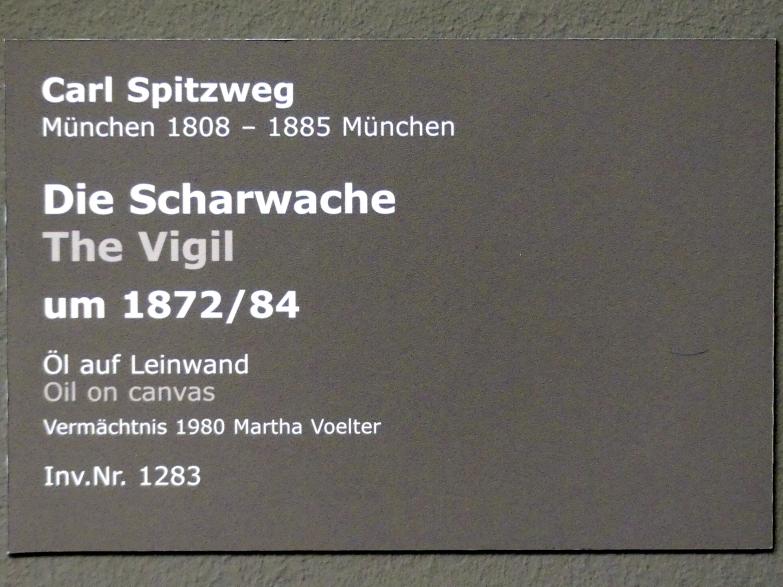 Carl Spitzweg
München 1808 – 1885 München
Die Scharwache
The Vigil
um 1872/84
Öl auf Leinwand
Oil on canvas
Vermächtnis 1980 Martha Voelter
Inv.Nr. 1283